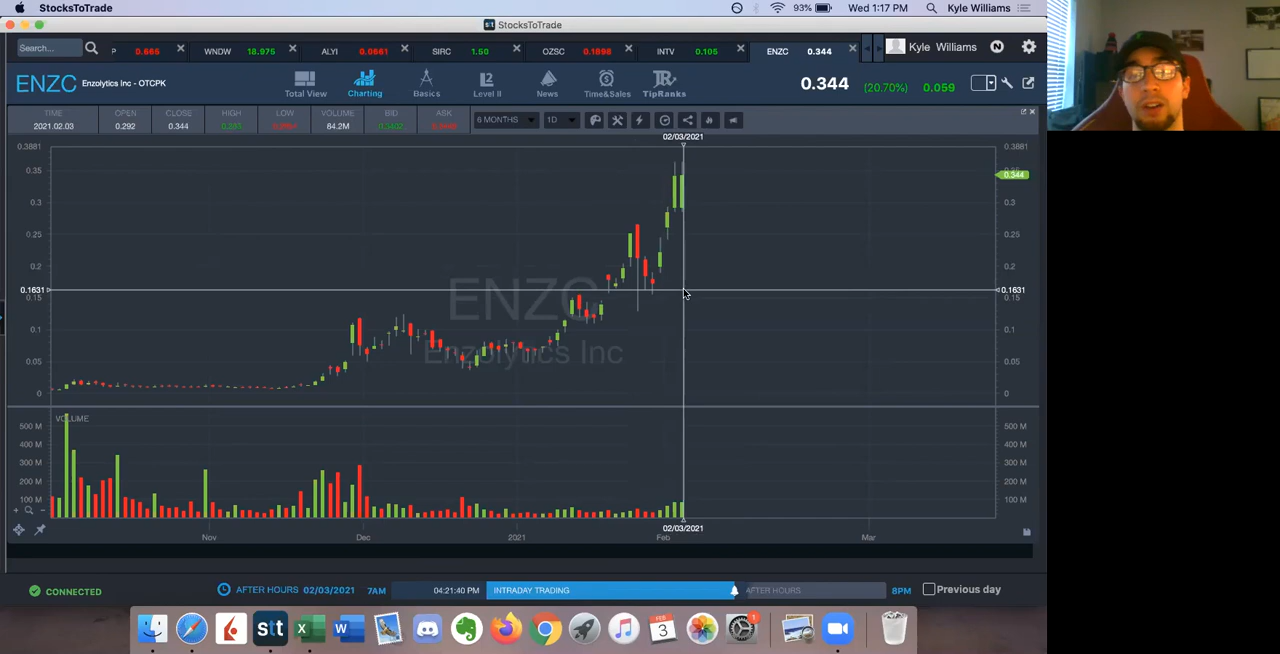 StocksToTrade 93% Wed 1:17 PM Kyle Williams
StocksToTrade
Search... P 0.665 WNDW 18.975 ALYI 0.0661 SIRC 1.50 OZSC 0.1898 INTV 0.105 ENZC 0.344 Kyle Williams N
ENZC Enzolytics Inc - OTCPK Total View Charting Basics L2 Level II News Time&Sales TR TipRanks 0.344 (20.70%) 0.059
TIME OPEN CLOSE HIGH LOW VOLUME BID ASK
2021.02.03 0.292 0.344 84.2M 6 MONTHS 1D
02/03/2021
0.3881 0.3881
0.35 0.344
0.3 0.3
0.25 0.25
0.2 0.2
0.1631 0.1631
0.15 0.15
0.1 0.1
0.05 0.05
0 0
ENZC
Enzolytics Inc
VOLUME
500 M 500 M
400 M 400 M
300 M 300 M
200 M 200 M
100 M 100 M
02/03/2021
Nov Dec 2021 Feb Mar
CONNECTED AFTER HOURS 02/03/2021 7AM 04:21:40 PM INTRADAY TRADING AFTER HOURS 8PM Previous day
Stt X W FEB 3 1